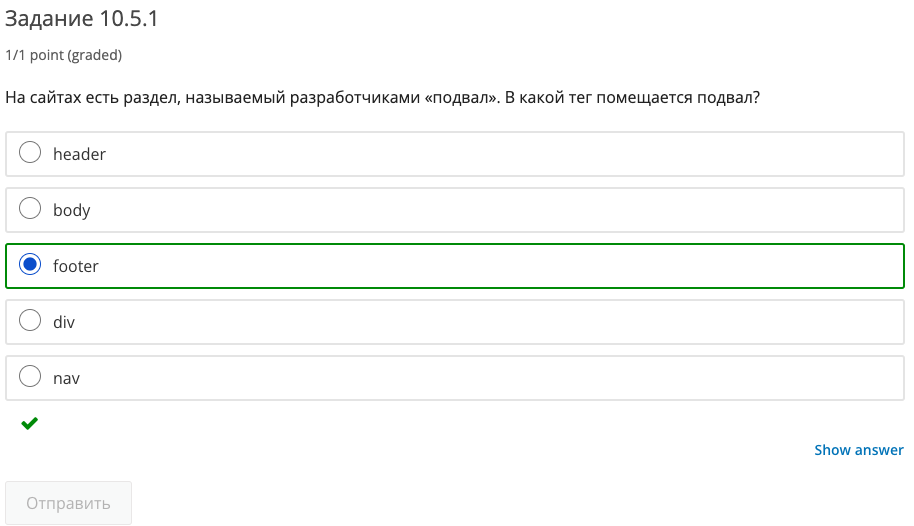 Задание 10.5.1
1/1 point (graded)
На сайтах есть раздел, называемый разработчиками «подвал». В какой тег помещается подвал?
header
body
footer
div
nav
Show answer
Отправить